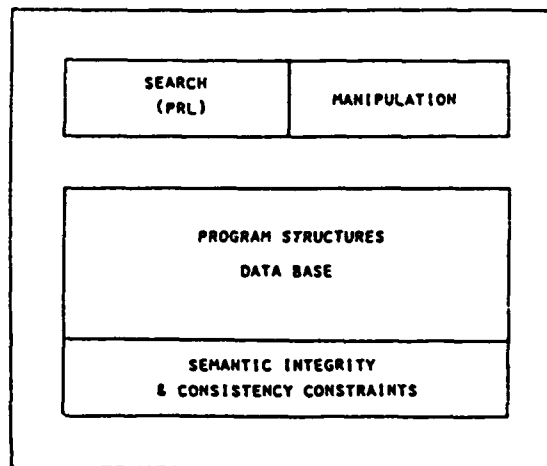 SEARCH
(PRL)
MANIPULATION
PROGRAM STRUCTURES
DATA BASE
SEMANTIC INTEGRITY
& CONSISTENCY CONSTRAINTS